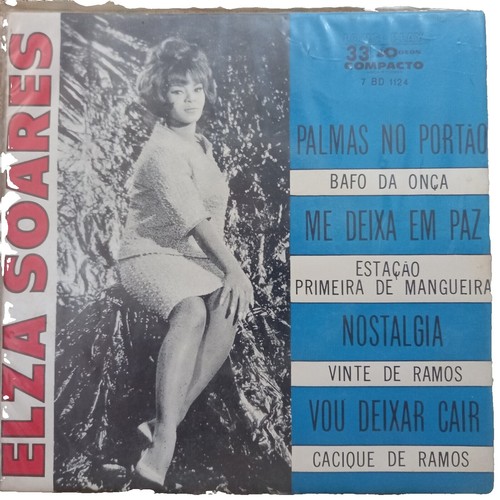 ELZA SOARES
33
COMPACTO
7 BD 1124
PALMAS NO PORTÃO
BAFO DA ONÇA
ME DEIXA EM PAZ
ESTAÇÃO
PRIMEIRA DE MANGUEIRA
NOSTALGIA
VINTE DE RAMOS
VOU DEIXAR CAIR
CACIQUE DE RAMOS